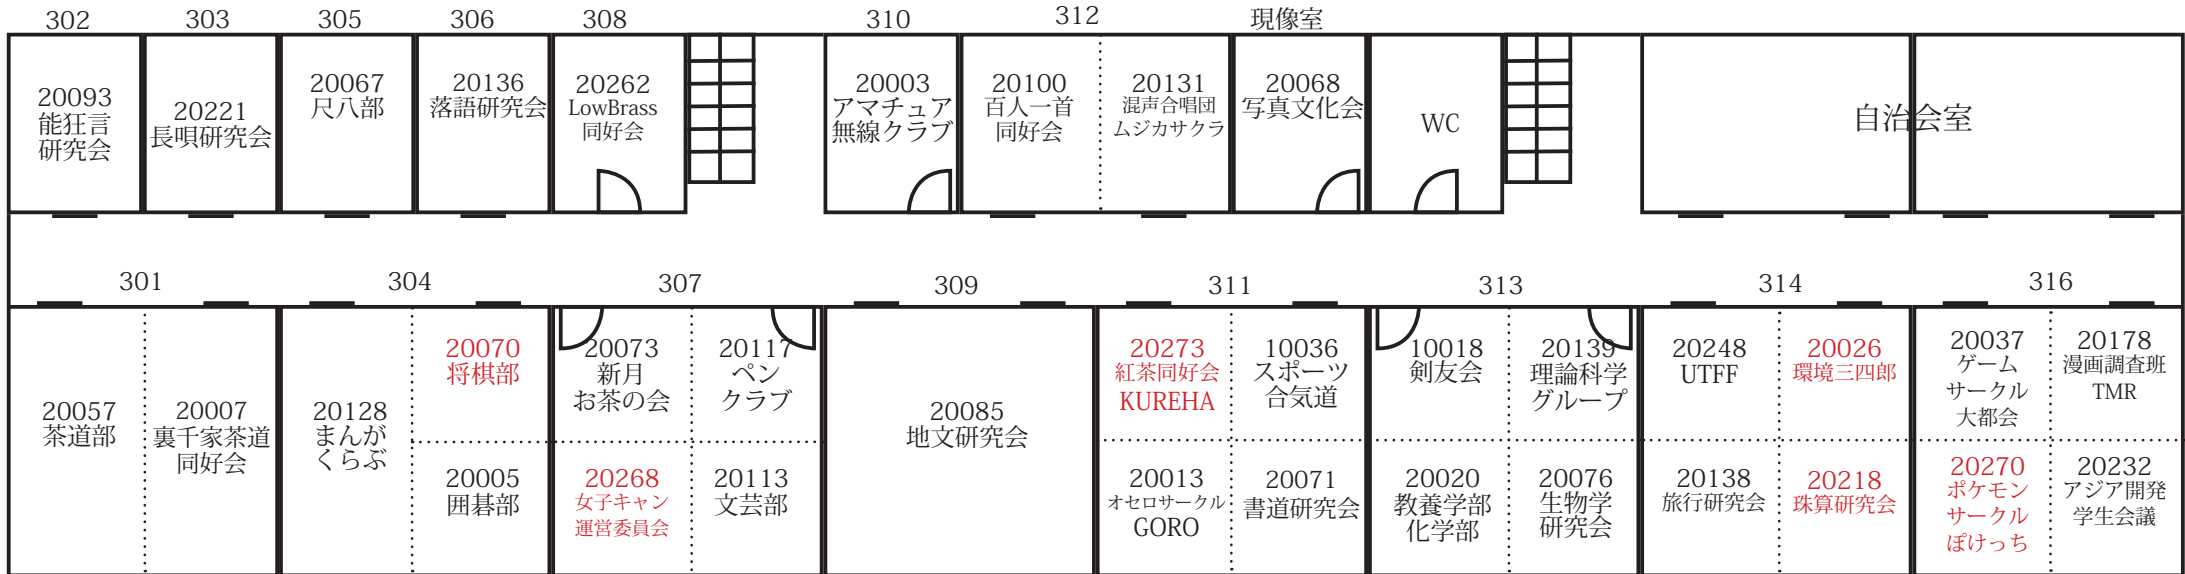 302
303
305
306
308
310
312
現像室
20093
能狂言
研究会
20221
長唄研究会
20067
尺八部
20136
落語研究会
20262
LowBrass
同好会
20003
アマチュア
無線クラブ
20100
百人一首
同好会
20131
混声合唱団
ムジカサクラ
20068
写真文化会
WC
自治会室
301
304
307
309
311
313
314
316
20057
茶道部
20007
裏千家茶道
同好会
20128
まんが
くらぶ
20070
将棋部
20005
囲碁部
20073
新月
お茶の会
20117
ペン
クラブ
20268
女子キャン
運営委員会
20113
文芸部
20085
地文研究会
20273
紅茶同好会
KUREHA
10036
スポーツ
合気道
20013
オセロサークル
GORO
20071
書道研究会
10018
剣友会
20139
理論科学
グループ
20020
教養学部
化学部
20076
生物学
研究会
20248
UTFF
20026
環境三四郎
20138
旅行研究会
20218
珠算研究会
20037
ゲーム
サークル
大都会
20178
漫画調査班
TMR
20270
ポケモン
サークル
ぽけっち
20232
アジア開発
学生会議